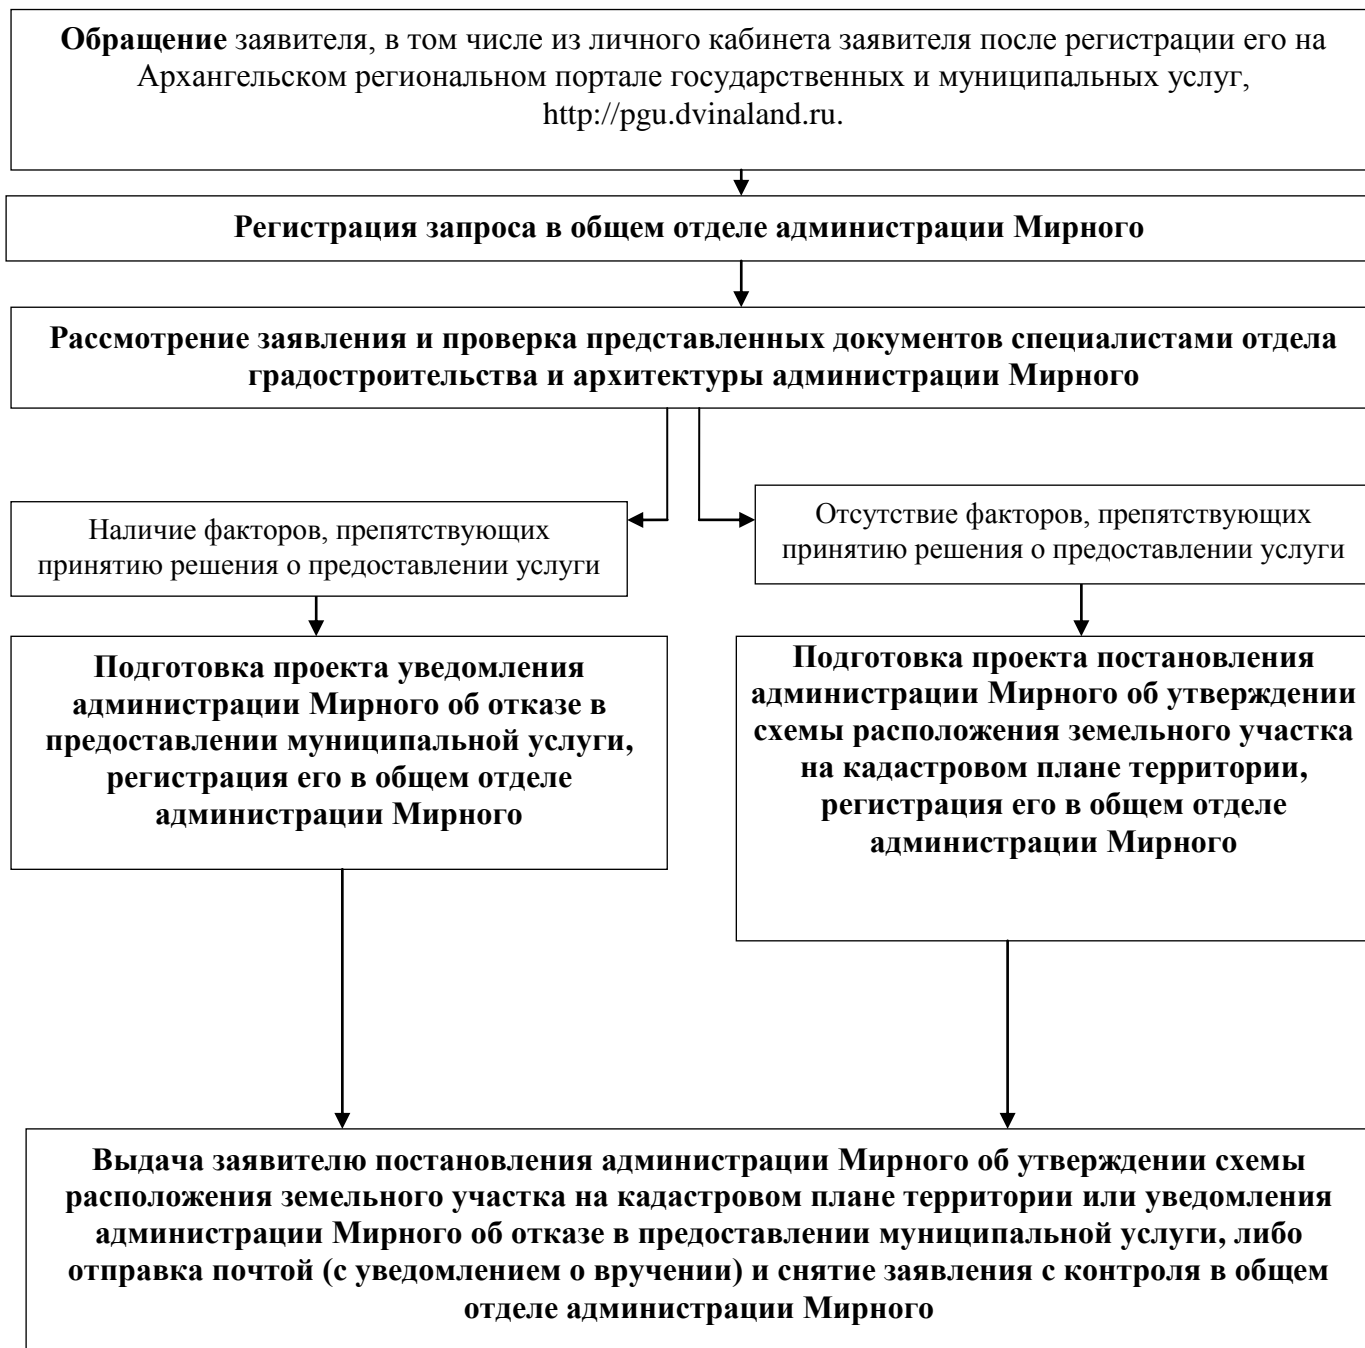 Обращение заявителя, в том числе из личного кабинета заявителя после регистрации его на
Архангельском региональном портале государственных и муниципальных услуг,
http://pgu.dvinaland.ru.
Регистрация запроса в общем отделе администрации Мирного
Рассмотрение заявления и проверка представленных документов специалистами отдела
градостроительства и архитектуры администрации Мирного
Наличие факторов, препятствующих
принятию решения о предоставлении услуги
Отсутствие факторов, препятствующих
принятию решения о предоставлении услуги
Подготовка проекта уведомления
администрации Мирного об отказе в
предоставлении муниципальной услуги,
регистрация его в общем отделе
администрации Мирного
Подготовка проекта постановления
администрации Мирного об утверждении
схемы расположения земельного участка
на кадастровом плане территории,
регистрация его в общем отделе
администрации Мирного
Выдача заявителю постановления администрации Мирного об утверждении схемы
расположения земельного участка на кадастровом плане территории или уведомления
администрации Мирного об отказе в предоставлении муниципальной услуги, либо
отправка почтой (с уведомлением о вручении) и снятие заявления с контроля в общем
отделе администрации Мирного